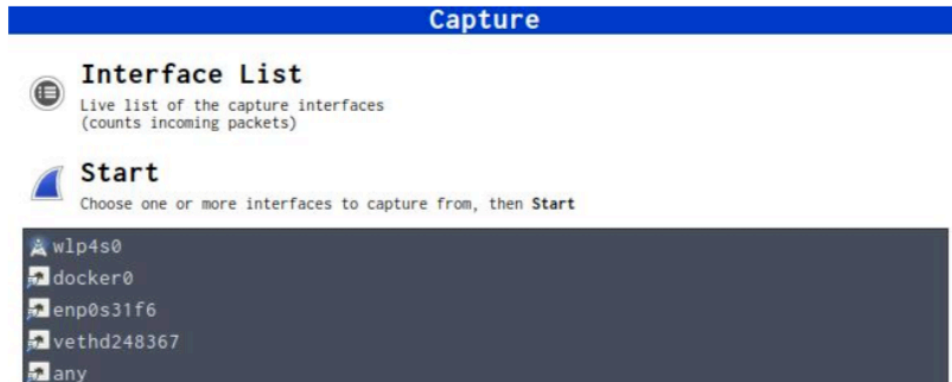 Capture
Interface List
Live list of the capture interfaces
(counts incoming packets)
Start
Choose one or more interfaces to capture from, then Start
wlp4s0
docker0
enp0s31f6
vethd248367
any